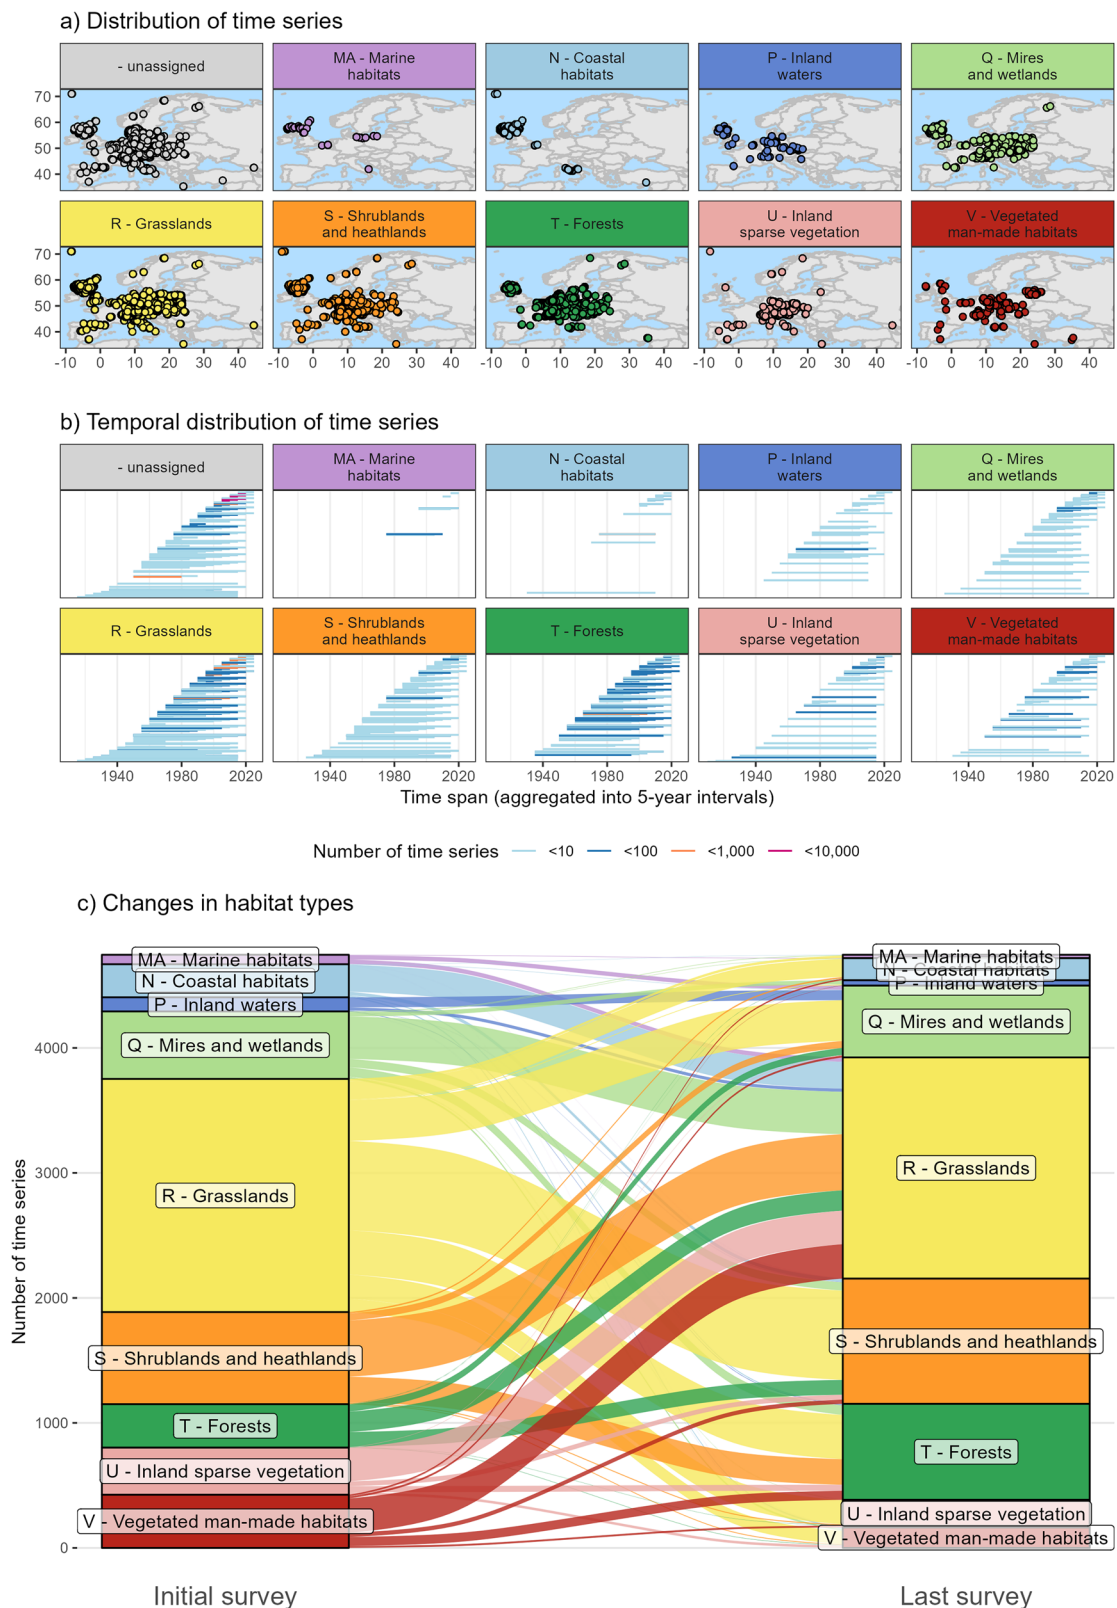 a) Distribution of time series
- unassigned
MA - Marine
habitats
N - Coastal
habitats
P - Inland
waters
Q - Mires
and wetlands
70
60
50
40
R - Grasslands
S - Shrublands
and heathlands
T - Forests
U - Inland
sparse vegetation
V - Vegetated
man-made habitats
70
60
50
40
-10 0 10 20 30 40
-10 0 10 20 30 40
-10 0 10 20 30 40
-10 0 10 20 30 40
-10 0 10 20 30 40
b) Temporal distribution of time series
- unassigned
MA - Marine
habitats
N - Coastal
habitats
P - Inland
waters
Q - Mires
and wetlands
R - Grasslands
S - Shrublands
and heathlands
T - Forests
U - Inland
sparse vegetation
V - Vegetated
man-made habitats
1940 1980 2020
1940 1980 2020
1940 1980 2020
1940 1980 2020
1940 1980 2020
Time span (aggregated into 5-year intervals)
Number of time series <10 <100 <1,000 <10,000
c) Changes in habitat types
Number of time series
4000
3000
2000
1000
0
MA - Marine habitats
N - Coastal habitats
P - Inland waters
Q - Mires and wetlands
R - Grasslands
S - Shrublands and heathlands
T - Forests
U - Inland sparse vegetation
V - Vegetated man-made habitats
MA - Marine habitats
N - Coastal habitats
P - Inland waters
Q - Mires and wetlands
R - Grasslands
S - Shrublands and heathlands
T - Forests
U - Inland sparse vegetation
V - Vegetated man-made habitats
Initial survey
Last survey